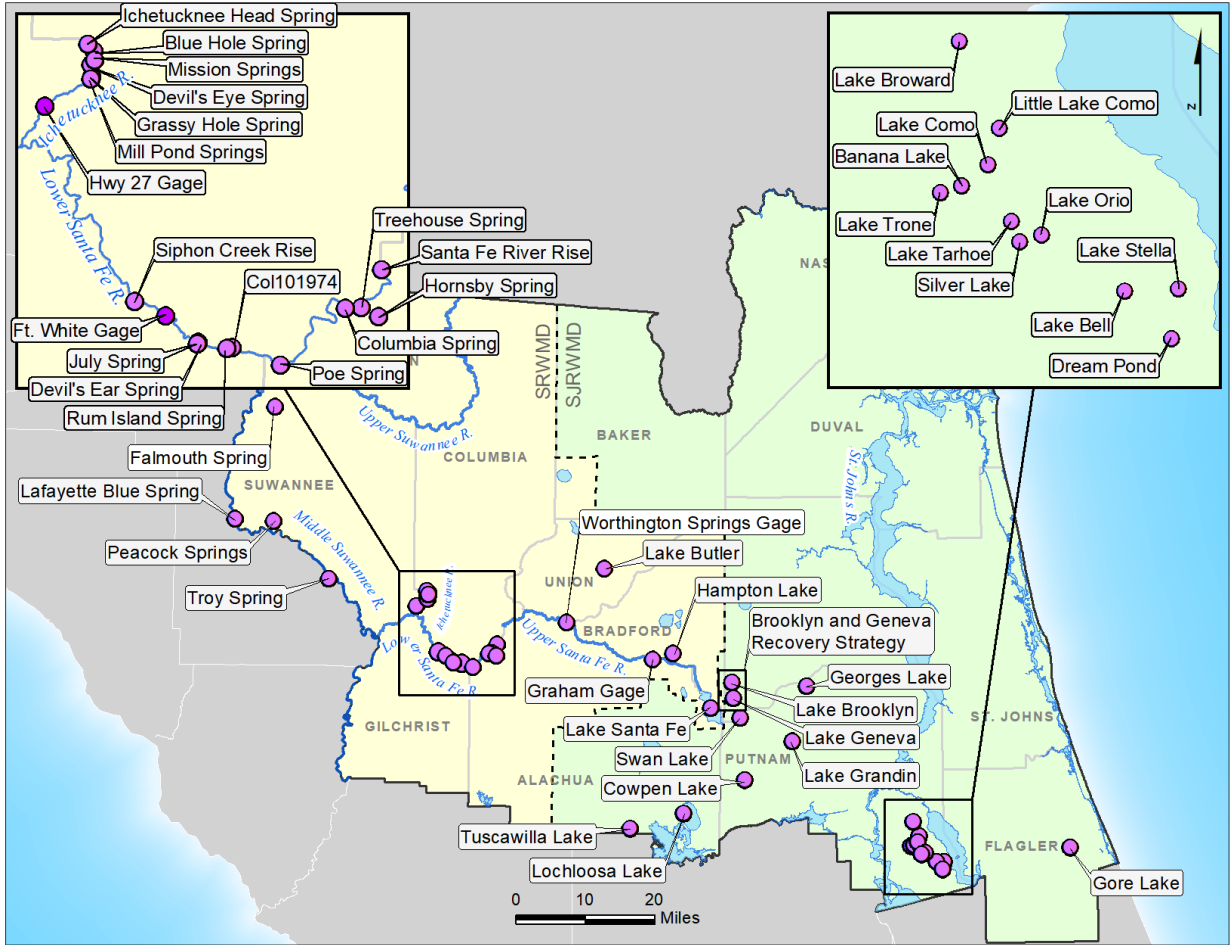 Ichetucknee Head Spring
Blue Hole Spring
Mission Springs
Devil's Eye Spring
Grassy Hole Spring
Mill Pond Springs
Hwy 27 Gage
Ichetucknee R.
Lower Santa Fe R.
Siphon Creek Rise
Col101974
Ft. White Gage
July Spring
Devil's Ear Spring
Rum Island Spring
Treehouse Spring
Santa Fe River Rise
Hornsby Spring
Columbia Spring
Poe Spring
Lake Broward
Little Lake Como
Lake Como
Banana Lake
Lake Trone
Lake Orio
Lake Tarhoe
Silver Lake
Lake Stella
Lake Bell
Dream Pond
N
NAS
N
SRWMD
SJRWMD
Upper Suwannee R.
BAKER
DUVAL
COLUMBIA
St. Johns R.
Falmouth Spring
SUWANNEE
Lafayette Blue Spring
Peacock Springs
Middle Suwannee R.
Troy Spring
Worthington Springs Gage
Lake Butler
UNION
Ichetucknee R.
Hampton Lake
BRADFORD
Brooklyn and Geneva
Recovery Strategy
Upper Santa Fe R.
Lower Santa Fe R.
Graham Gage
Georges Lake
Lake Brooklyn
Lake Santa Fe
Lake Geneva
ST. JOHNS
GILCHRIST
Swan Lake
PUTNAM
Lake Grandin
ALACHUA
Cowpen Lake
Tuscawilla Lake
Lochloosa Lake
FLAGLER
Gore Lake
0 10 20
Miles